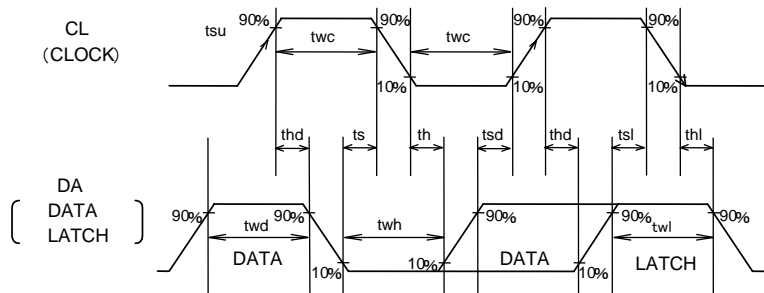 90% 90% 90% 90%
CL tsu twc twc
(CLOCK)
10% 10% 10%
thd ts th tsd thd tsl thl
DA
DATA 90% twd 90% twh 90% 90% twl 90%
LATCH
10% DATA 10% 10% DATA 10% LATCH